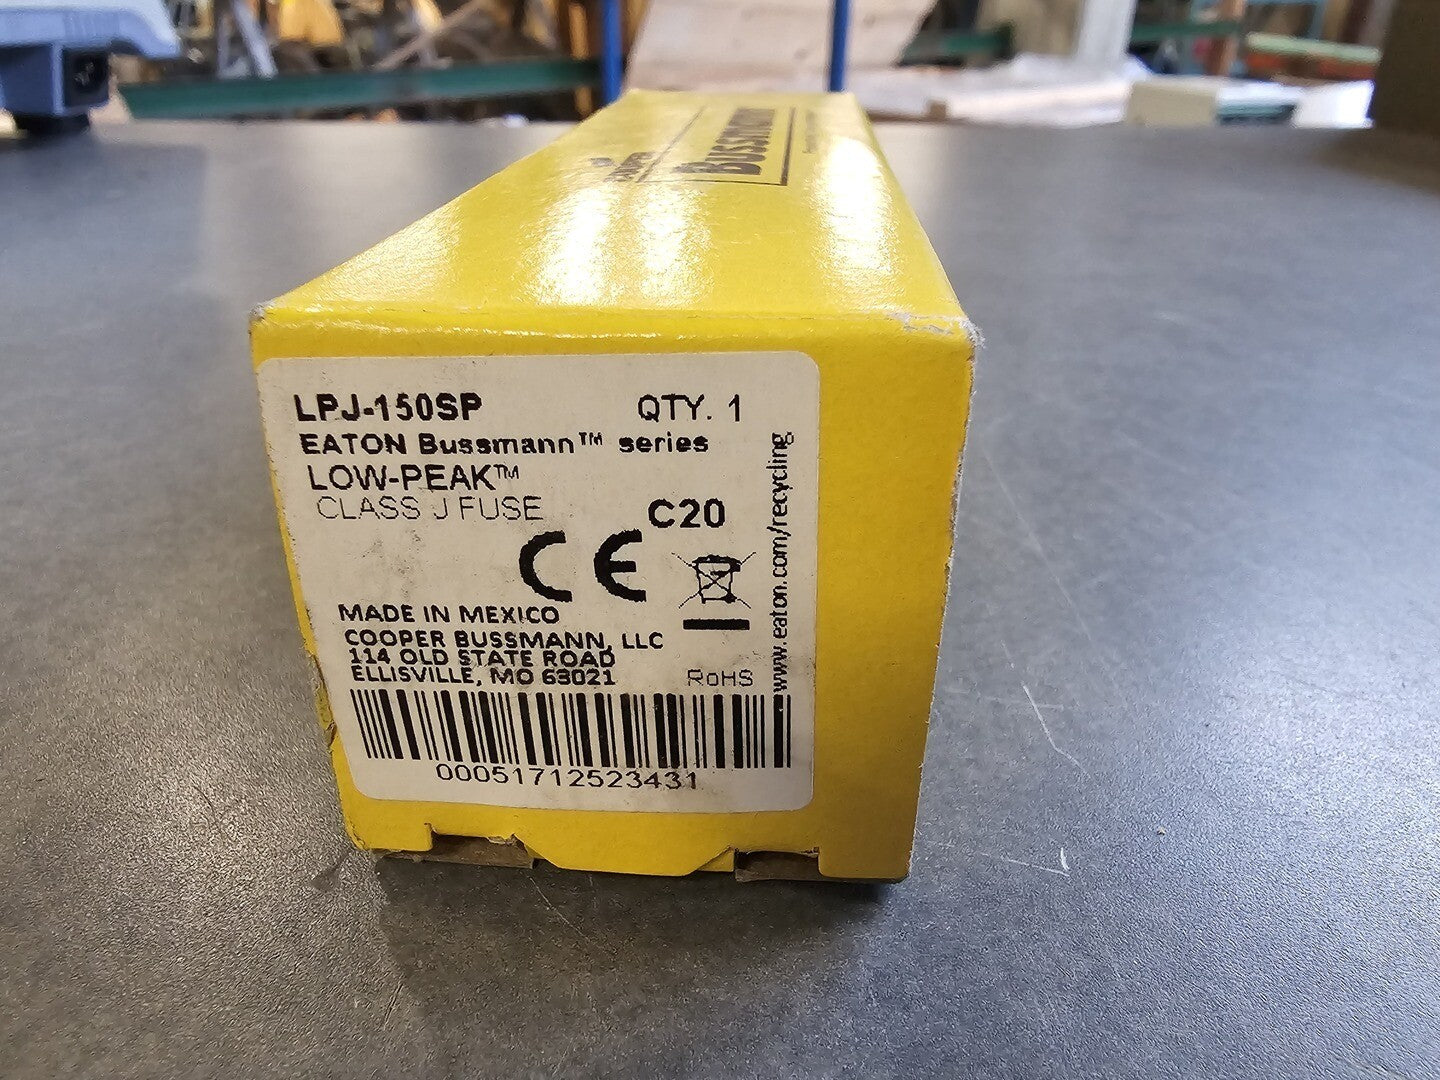 BUSSMANN
LPJ-150SP QTY. 1
EATON Bussmann™ series
LOW-PEAK™
CLASS J FUSE
C20
CE
MADE IN MEXICO
COOPER BUSSMANN, LLC
114 OLD STATE ROAD
ELLISVILLE, MO 63021
RoHS
www.eaton.com/recycling
00051712523431